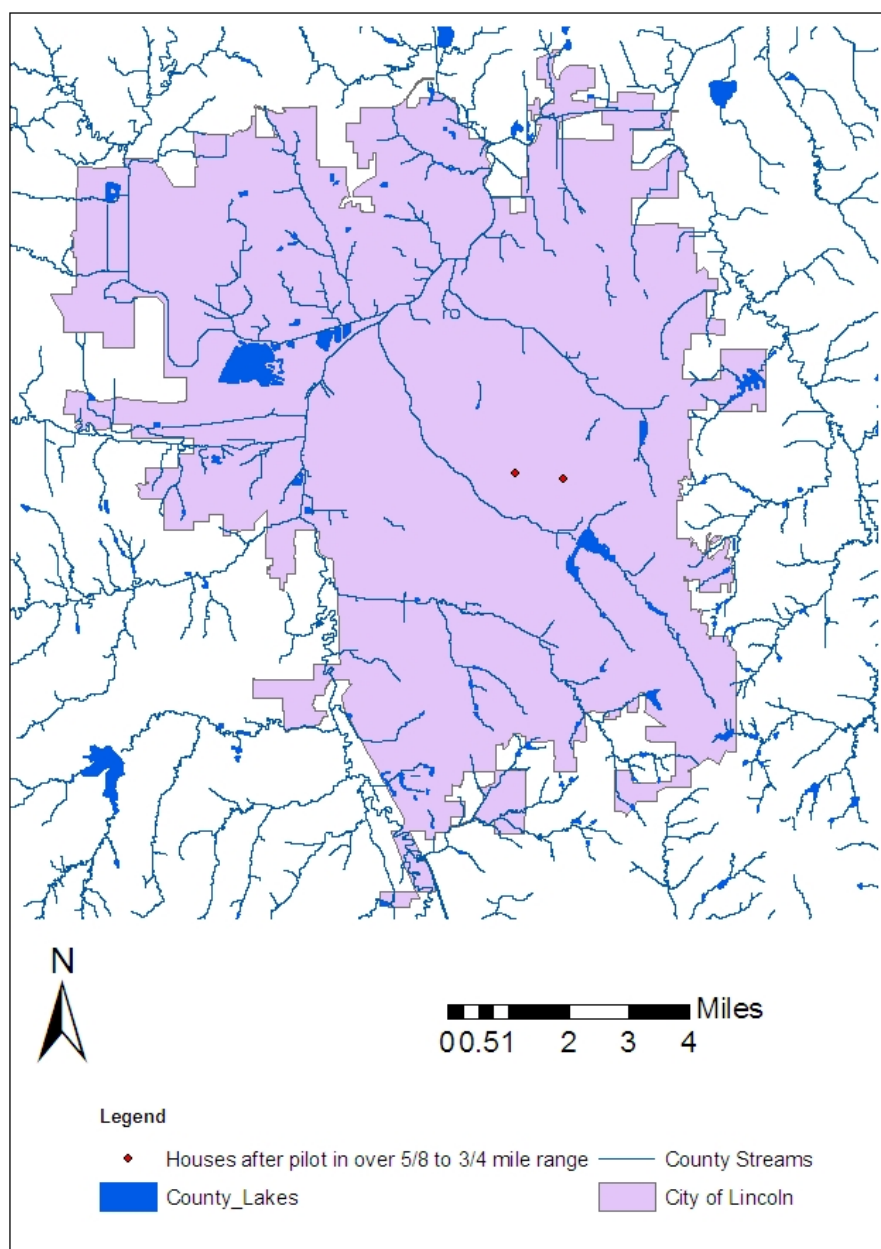 N
Miles
0 0.5 1 2 3 4
Legend
Houses after pilot in over 5/8 to 3/4 mile range
County Streams
County_Lakes
City of Lincoln